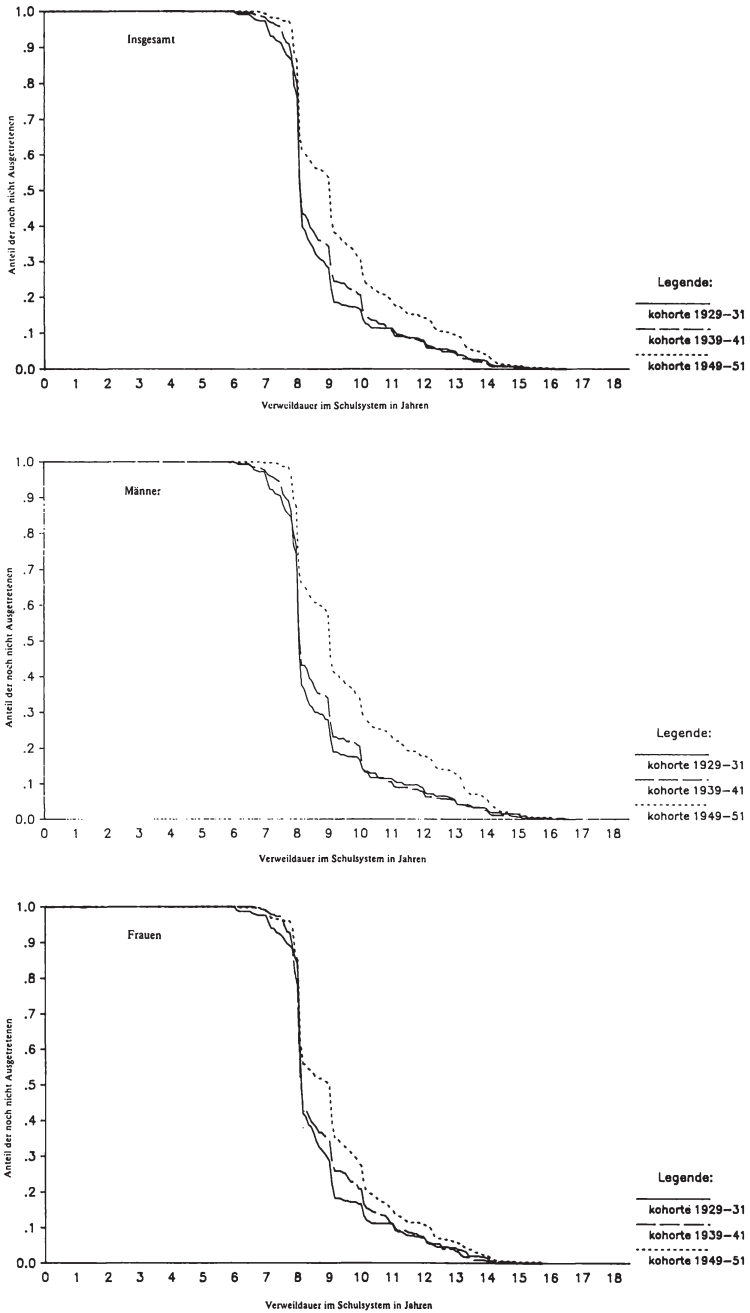 Insgesamt
Anteil der noch nicht Ausgetretenen
1.0
.9
.8
.7
.6
.5
.4
.3
.2
.1
0.0
0 1 2 3 4 5 6 7 8 9 10 11 12 13 14 15 16 17 18
Verweildauer im Schulsystem in Jahren
Legende:
kohorte 1929–31
kohorte 1939–41
kohorte 1949–51
Männer
Anteil der noch nicht Ausgetretenen
1.0
.9
.8
.7
.6
.5
.4
.3
.2
.1
0.0
0 1 2 3 4 5 6 7 8 9 10 11 12 13 14 15 16 17 18
Verweildauer im Schulsystem in Jahren
Legende:
kohorte 1929–31
kohorte 1939–41
kohorte 1949–51
Frauen
Anteil der noch nicht Ausgetretenen
1.0
.9
.8
.7
.6
.5
.4
.3
.2
.1
0.0
0 1 2 3 4 5 6 7 8 9 10 11 12 13 14 15 16 17 18
Verweildauer im Schulsystem in Jahren
Legende:
kohorte 1929–31
kohorte 1939–41
kohorte 1949–51